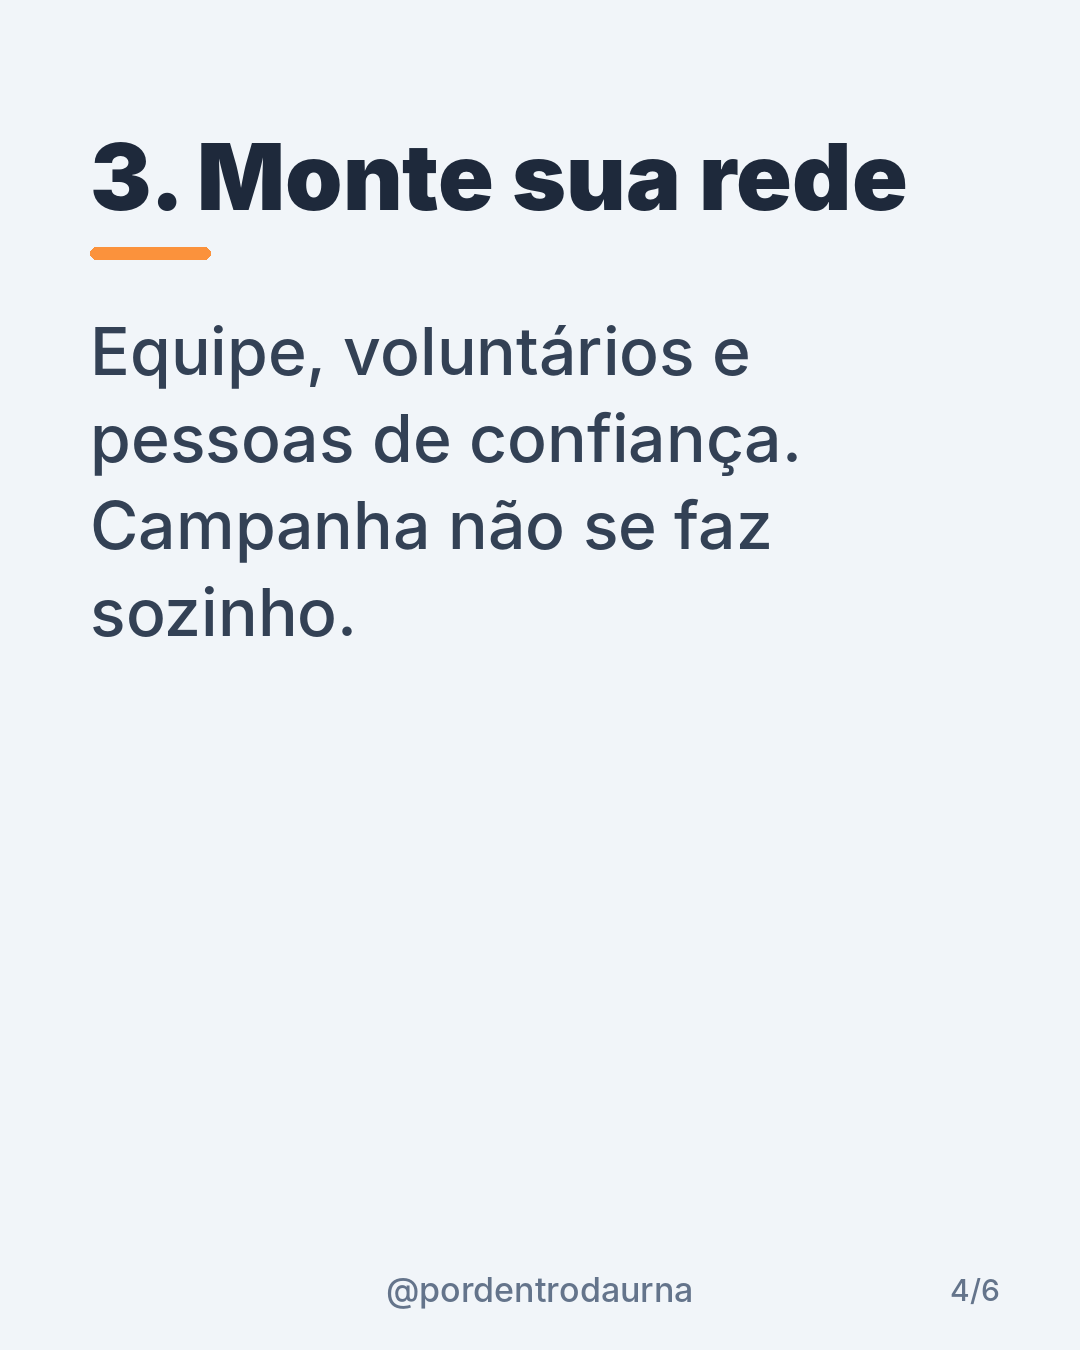 3. Monte sua rede
Equipe, voluntários e
pessoas de confiança.
Campanha não se faz
sozinho.
@pordentrodaurna
4/6